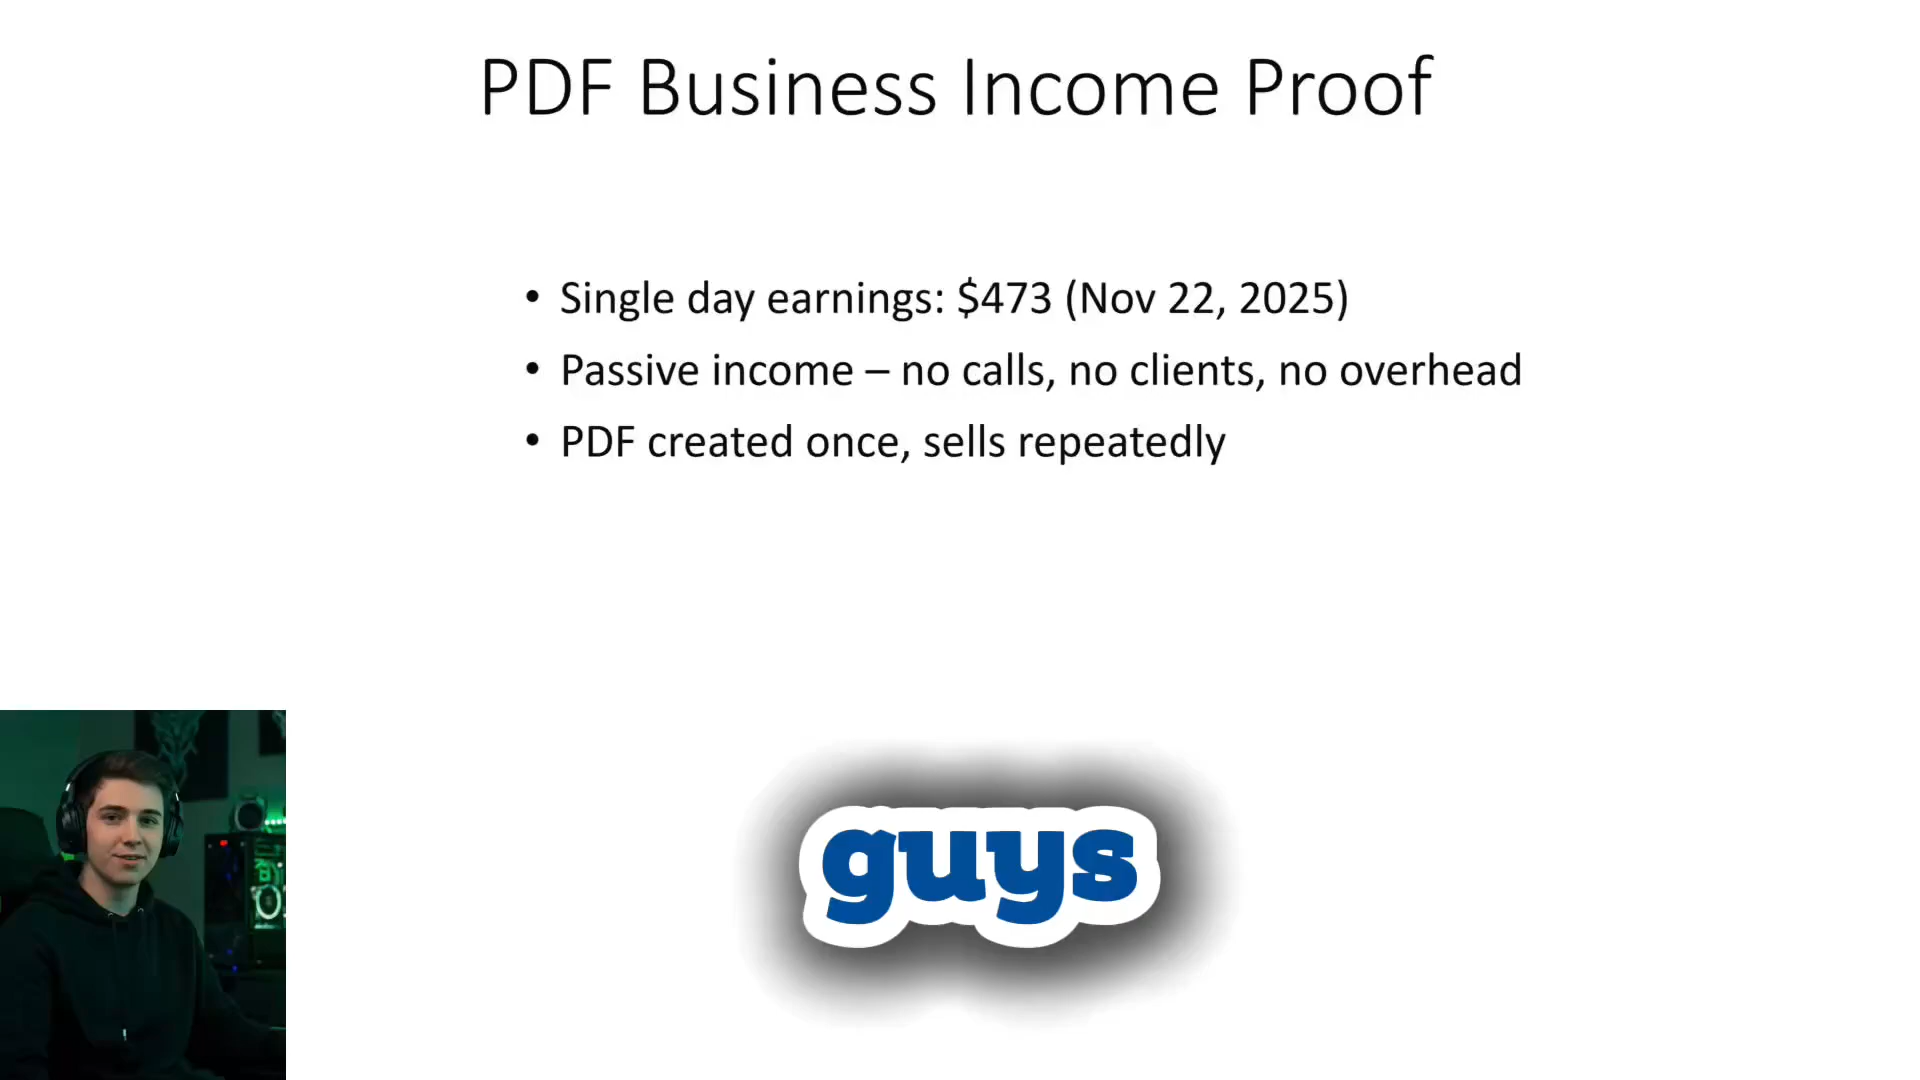 PDF Business Income Proof
• Single day earnings: $473 (Nov 22, 2025)
• Passive income – no calls, no clients, no overhead
• PDF created once, sells repeatedly
guys